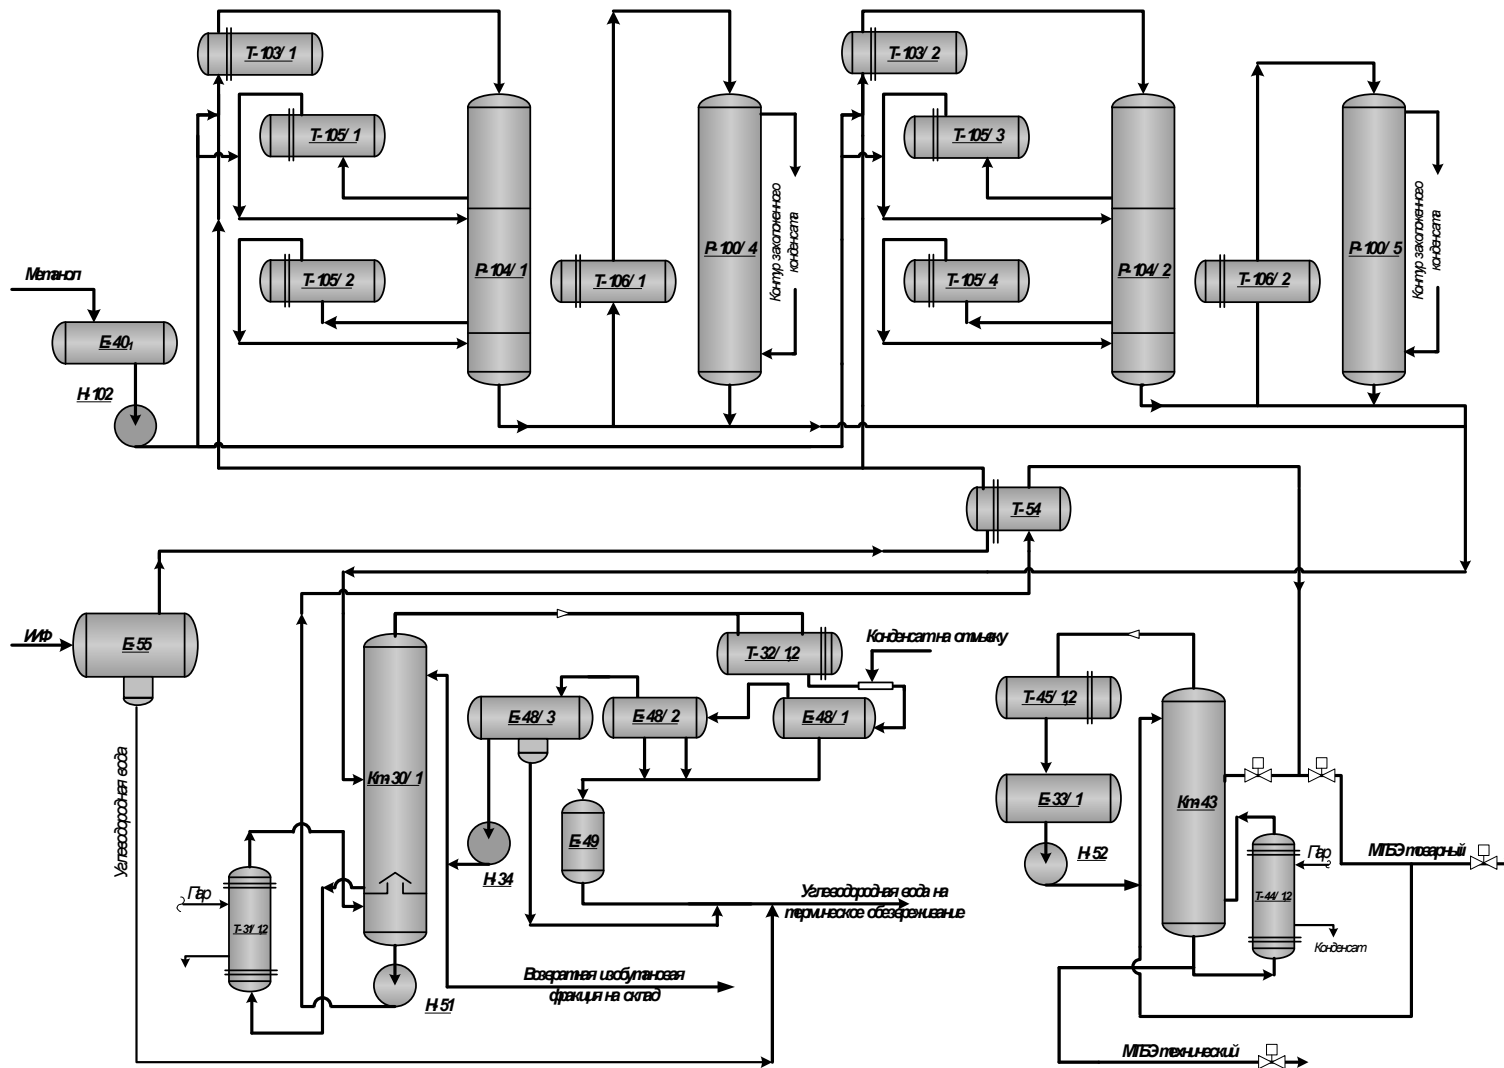 Т-103/1
Т-103/2
Т-105/1
Т-105/3
Р-104/1
Р-100/4
Контур захоложенного
конденсата
Р-104/2
Р-100/5
Контур захоложенного
конденсата
Метанол
Т-105/2
Т-106/1
Т-105/4
Т-106/2
Е-40₁
Н-102
Т-54
ИИФ
Е-55
Т-32/1,2
Конденсат на отмывку
Е-48/3
Е-48/2
Е-48/1
Т-45/1,2
Углеводородная вода
Кт-30/1
Е-33/1
Кт-43
Е-49
Н-34
Н-52
Пар
МТБЭ товарный
Пар
Т-31/1,2
Т-44/1,2
Углеводородная вода на
термическое обезвреживание
Конденсат
Возвратная изобутановая
фракция на склад
Н-51
МТБЭ технический